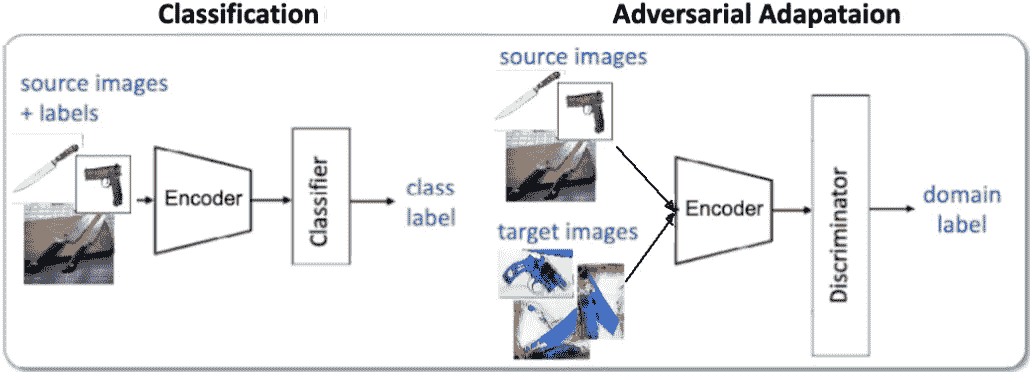 Classification
Adversarial Adapataion
source images
+ labels
Encoder
Classifier
class
label
source images
target images
Encoder
Discriminator
domain
label